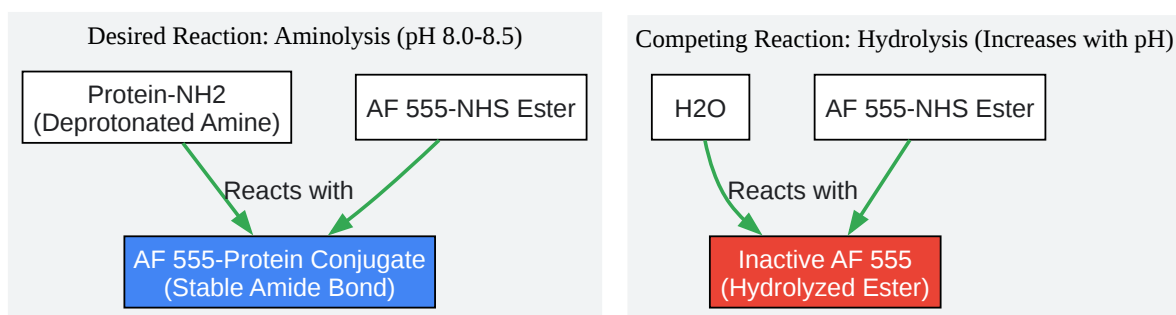 Desired Reaction: Aminolysis (pH 8.0-8.5)
Protein-NH2
(Deprotonated Amine)
AF 555-NHS Ester
Reacts with
AF 555-Protein Conjugate
(Stable Amide Bond)
Competing Reaction: Hydrolysis (Increases with pH)
H2O
AF 555-NHS Ester
Reacts with
Inactive AF 555
(Hydrolyzed Ester)